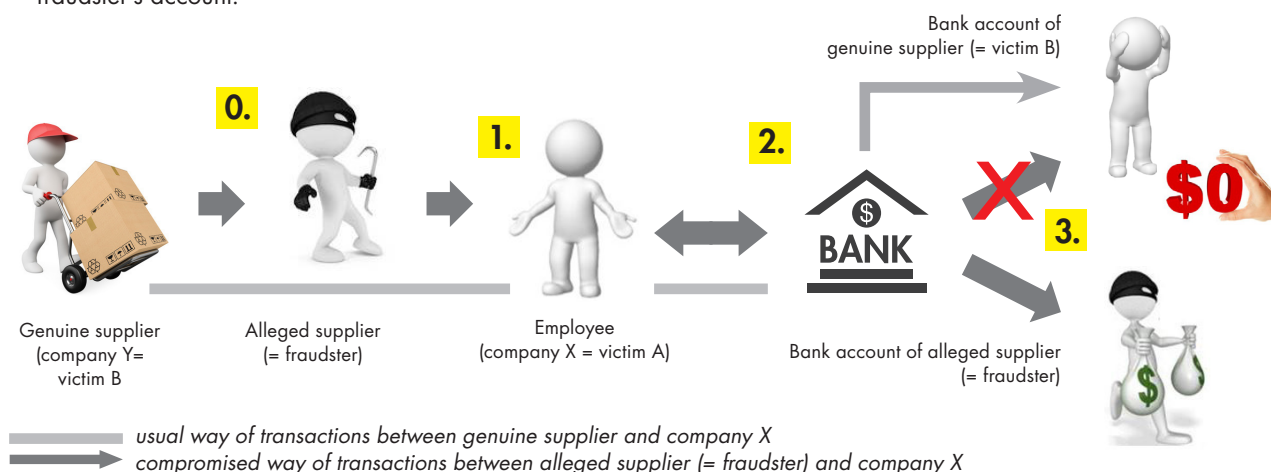 fraudster's account.
Bank account of
genuine supplier (= victim B)
0.
1.
2.
$
BANK
$0
3.
Genuine supplier
(company Y=
victim B
Alleged supplier
(= fraudster)
Employee
(company X = victim A)
Bank account of alleged supplier
(= fraudster)
$
$
usual way of transactions between genuine supplier and company X
compromised way of transactions between alleged supplier (= fraudster) and company X